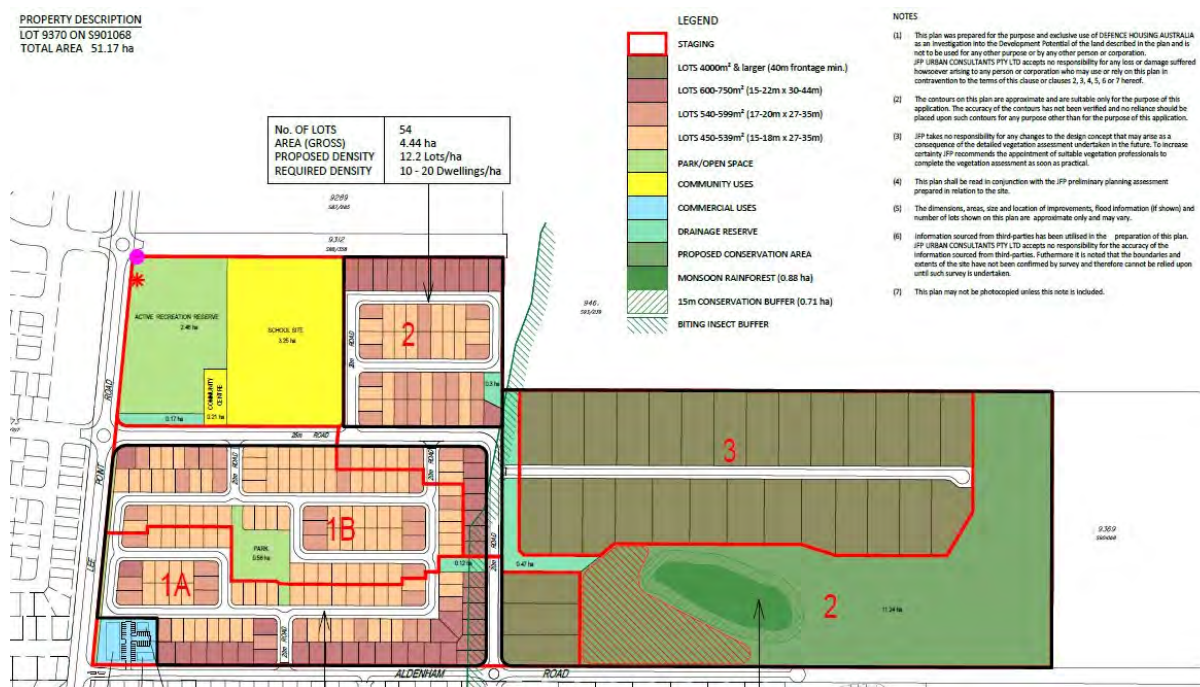 PROPERTY DESCRIPTION
LOT 9370 ON S901068
TOTAL AREA 51.17 ha
No. OF LOTS 54
AREA (GROSS) 4.44 ha
PROPOSED DENSITY 12.2 Lots/ha
REQUIRED DENSITY 10 - 20 Dwellings/ha
LEGEND
STAGING
LOTS 4000m² & larger (40m frontage min.)
LOTS 600-750m² (15-22m x 30-44m)
LOTS 540-599m² (17-20m x 27-35m)
LOTS 450-539m² (15-18m x 27-35m)
PARK/OPEN SPACE
COMMUNITY USES
COMMERCIAL USES
DRAINAGE RESERVE
PROPOSED CONSERVATION AREA
MONSOON RAINFOREST (0.88 ha)
15m CONSERVATION BUFFER (0.71 ha)
BITING INSECT BUFFER
NOTES
(1) This plan was prepared for the purpose and exclusive use of DEFENCE HOUSING AUSTRALIA
as an investigation into the Development Potential of the land described in the plan and is
not to be used for any other purpose or by any other person or corporation.
JFP URBAN CONSULTANTS PTY LTD accepts no responsibility for any loss or damage suffered
howsoever arising to any person or corporation who may use or rely on this plan in
contravention to the terms of this clause or clauses 2, 3, 4, 5, 6 or 7 hereof.
(2) The contours on this plan are approximate and are suitable only for the purpose of this
application. The accuracy of the contours has not been verified and no reliance should be
placed upon such contours for any purpose other than for the purpose of this application.
(3) JFP takes no responsibility for any changes to the design concept that may arise as a
consequence of the detailed vegetation assessment undertaken in the future. To increase
certainty JFP recommends the appointment of suitable vegetation professionals to
complete the vegetation assessment as soon as practical.
(4) This plan shall be read in conjunction with the JFP preliminary planning assessment
prepared in relation to the site.
(5) The dimensions, areas, size and location of improvements, flood information (if shown) and
number of lots shown on this plan are approximate only and may vary.
(6) Information sourced from third-parties has been utilised in the preparation of this plan.
JFP URBAN CONSULTANTS PTY LTD accepts no responsibility for the accuracy of the
information sourced from third-parties. Futhermore it is noted that the boundaries and
extents of the site have not been confirmed by survey and therefore cannot be relied upon
until such survey is undertaken.
(7) This plan may not be photocopied unless this note is included.
9289
9312
946
ACTIVE RECREATION RESERVE
2.46 ha
SCHOOL SITE
3.25 ha
COMMUNITY
CENTRE
0.21 ha
0.17 ha
2
ROAD
0.3 ha
ROAD
ROAD
POINT
LEE
ROAD
ROAD
ROAD
1B
PARK
0.56 ha
1A
0.12 ha
0.47 ha
ROAD
3
2
11.24 ha
9369
ALDENHAM ROAD